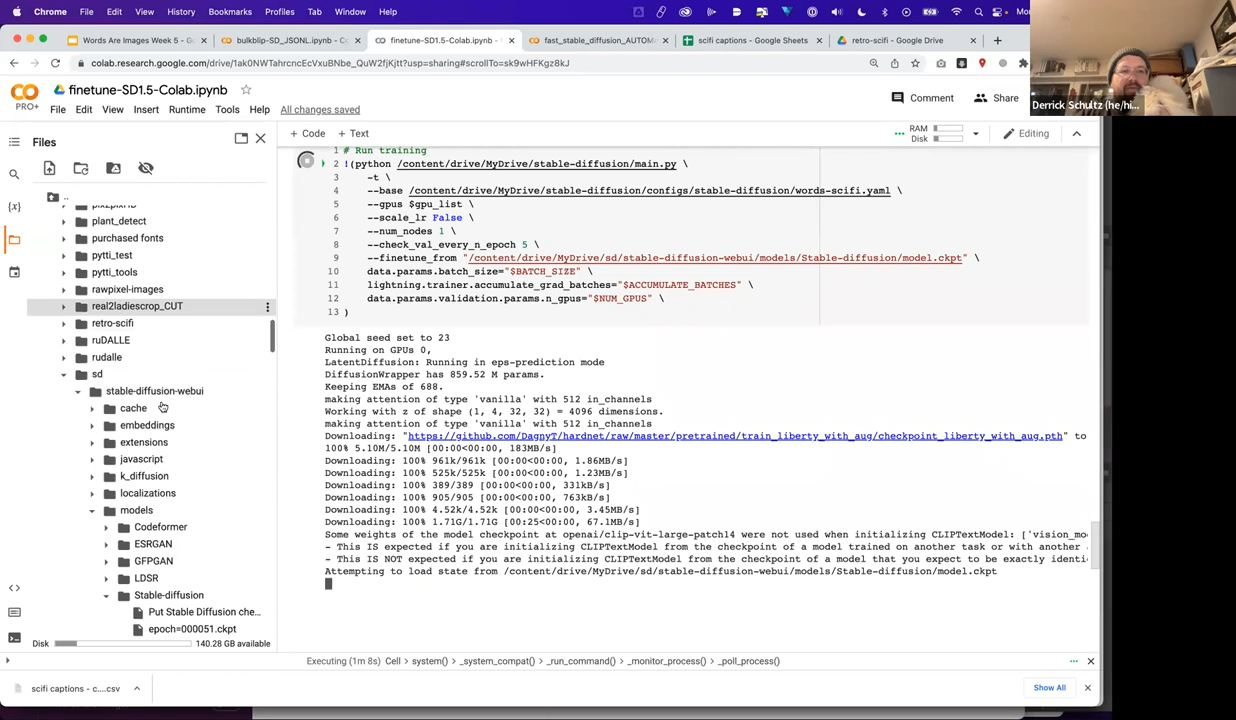 Chrome File Edit View History Bookmarks Profiles Tab Window Help
Words Are Images Week 5 -
bulkblip-SD_JSONL.ipynb -
finetune-SD1.5-Colab.ipynb -
fast_stable_diffusion_AUTOMA
scifi captions - Google Sheets
retro-scifi - Google Drive
colab.research.google.com/drive/1ak0NWTahrcncEcVxuBNbe_QuW2fjKjtt?usp=sharing#scrollTo=sk9wHFKgz8kJ
Derrick Schultz (he/hi...
PRO+
finetune-SD1.5-Colab.ipynb
File Edit View Insert Runtime Tools Help All changes saved
Comment Share
Files
+ Code + Text
RAM
Disk
Editing
..
plant_detect
purchased fonts
pytti_test
pytti_tools
rawpixel-images
real2ladiescrop_CUT
retro-scifi
ruDALLE
rudalle
sd
stable-diffusion-webui
cache
embeddings
extensions
javascript
k_diffusion
localizations
models
Codeformer
ESRGAN
GFPGAN
LDSR
Stable-diffusion
Put Stable Diffusion che...
epoch=000051.ckpt
Disk 140.28 GB available
1 # Run training
2 !(python /content/drive/MyDrive/stable-diffusion/main.py \
3 -t \
4 --base /content/drive/MyDrive/stable-diffusion/configs/stable-diffusion/words-scifi.yaml \
5 --gpus $gpu_list \
6 --scale_lr False \
7 --num_nodes 1 \
8 --check_val_every_n_epoch 5 \
9 --finetune_from "/content/drive/MyDrive/sd/stable-diffusion-webui/models/Stable-diffusion/model.ckpt" \
10 data.params.batch_size="$BATCH_SIZE" \
11 lightning.trainer.accumulate_grad_batches="$ACCUMULATE_BATCHES" \
12 data.params.validation.params.n_gpus="$NUM_GPUS" \
13 )
Global seed set to 23
Running on GPUs 0,
LatentDiffusion: Running in eps-prediction mode
DiffusionWrapper has 859.52 M params.
Keeping EMAs of 688.
making attention of type 'vanilla' with 512 in_channels
Working with z of shape (1, 4, 32, 32) = 4096 dimensions.
making attention of type 'vanilla' with 512 in_channels
Downloading: "https://github.com/DagnyT/hardnet/raw/master/pretrained/train_liberty_with_aug/checkpoint_liberty_with_aug.pth" to
100% 5.10M/5.10M [00:00<00:00, 183MB/s]
Downloading: 100% 961k/961k [00:00<00:00, 1.86MB/s]
Downloading: 100% 525k/525k [00:00<00:00, 1.23MB/s]
Downloading: 100% 389/389 [00:00<00:00, 331kB/s]
Downloading: 100% 905/905 [00:00<00:00, 763kB/s]
Downloading: 100% 4.52k/4.52k [00:00<00:00, 3.45MB/s]
Downloading: 100% 1.71G/1.71G [00:25<00:00, 67.1MB/s]
Some weights of the model checkpoint at openai/clip-vit-large-patch14 were not used when initializing CLIPTextModel: ['vision_mo
- This IS expected if you are initializing CLIPTextModel from the checkpoint of a model trained on another task or with another
- This IS NOT expected if you are initializing CLIPTextModel from the checkpoint of a model that you expect to be exactly identi
Attempting to load state from /content/drive/MyDrive/sd/stable-diffusion-webui/models/Stable-diffusion/model.ckpt
Executing (1m 8s) Cell > system() > _system_compat() > _run_command() > _monitor_process() > _poll_process()
scifi captions - c....csv
Show All